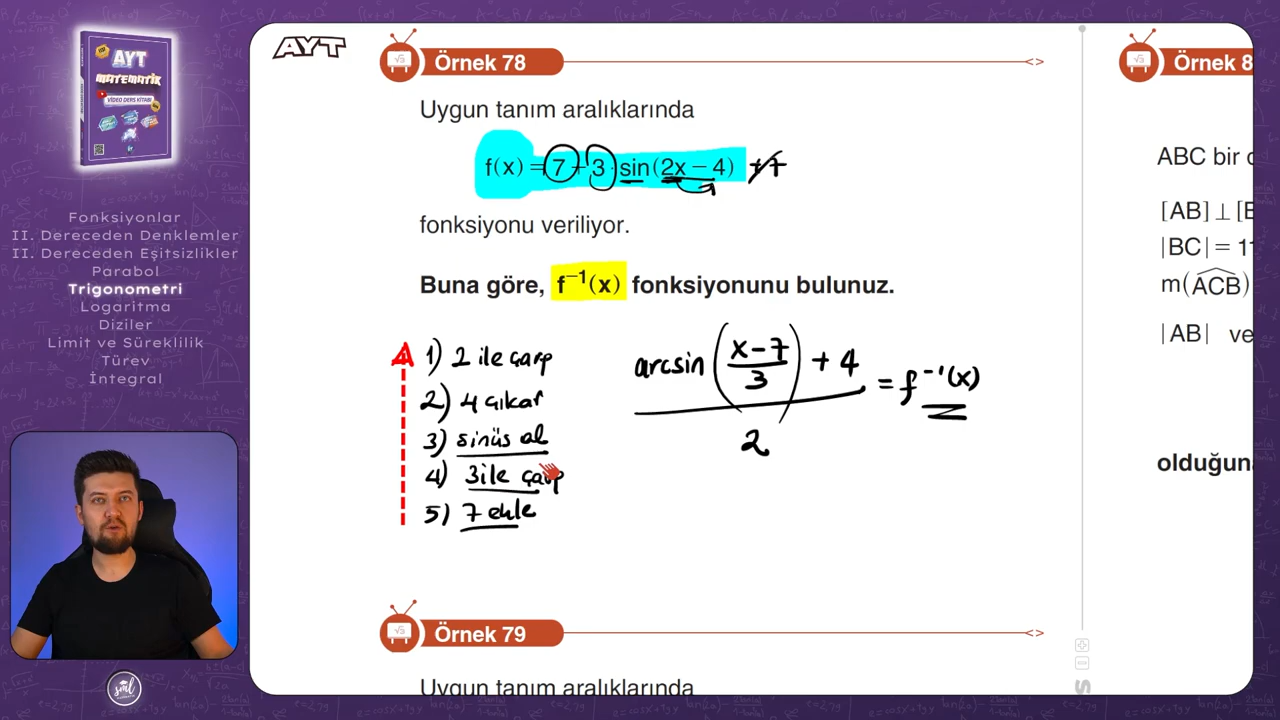 AYT
MATEMATİK
VİDEO DERS KİTABI
Fonksiyonlar
II. Dereceden Denklemler
II. Dereceden Eşitsizlikler
Parabol
Trigonometri
Logaritma
Diziler
Limit ve Süreklilik
Türev
İntegral
sml
AYT
Örnek 78
Uygun tanım aralıklarında
f(x) = 7 + 3 · sin(2x − 4) +7
fonksiyonu veriliyor.
Buna göre, f⁻¹(x) fonksiyonunu bulunuz.
1) 2 ile çarp
2) 4 çıkar
3) sinüs al
4) 3 ile çarp
5) 7 ekle
arcsin((x−7)/3) + 4
2
= f⁻¹(x)
Örnek 79
Uygun tanım aralıklarında
Örnek 8
ABC bir d
[AB] ⊥ [B
|BC| = 1
m(ACB)
|AB| ve
olduğuna